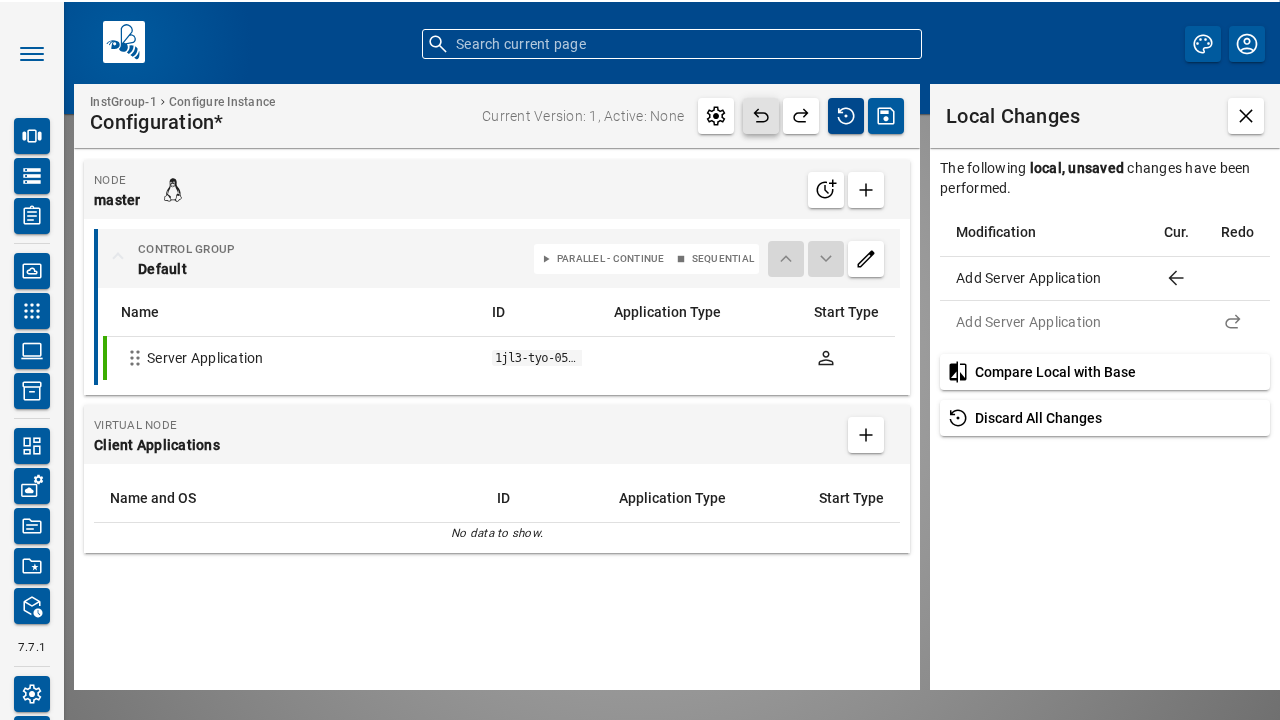 Search current page
InstGroup-1 › Configure Instance
Configuration*
Current Version: 1, Active: None
NODE
master
CONTROL GROUP
Default
PARALLEL - CONTINUE
SEQUENTIAL
Name ID Application Type Start Type
Server Application 1jl3-tyo-05…
VIRTUAL NODE
Client Applications
Name and OS ID Application Type Start Type
No data to show.
7.7.1
Local Changes
The following local, unsaved changes have been
performed.
Modification Cur. Redo
Add Server Application
Add Server Application
Compare Local with Base
Discard All Changes